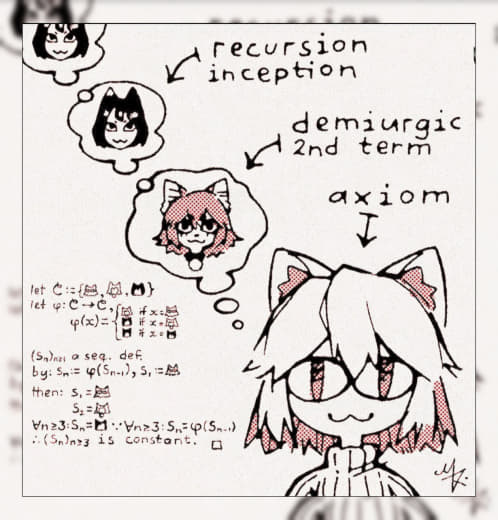 recursion
inception
demiurgic
2nd term
axiom
let C:={🐱, 🐱, 🐱}
let φ: C→C,
φ(x)={ if x=
if x=
if x=
(Sₙ)ₙ≥₁ a seq. def.
by: Sₙ:= φ(Sₙ₋₁), S₁:=
then: S₁=
S₂=
∀n≥3:Sₙ= ∵∀n≥3:Sₙ=φ(Sₙ₋₁)
∴(Sₙ)ₙ≥₃ is constant. □